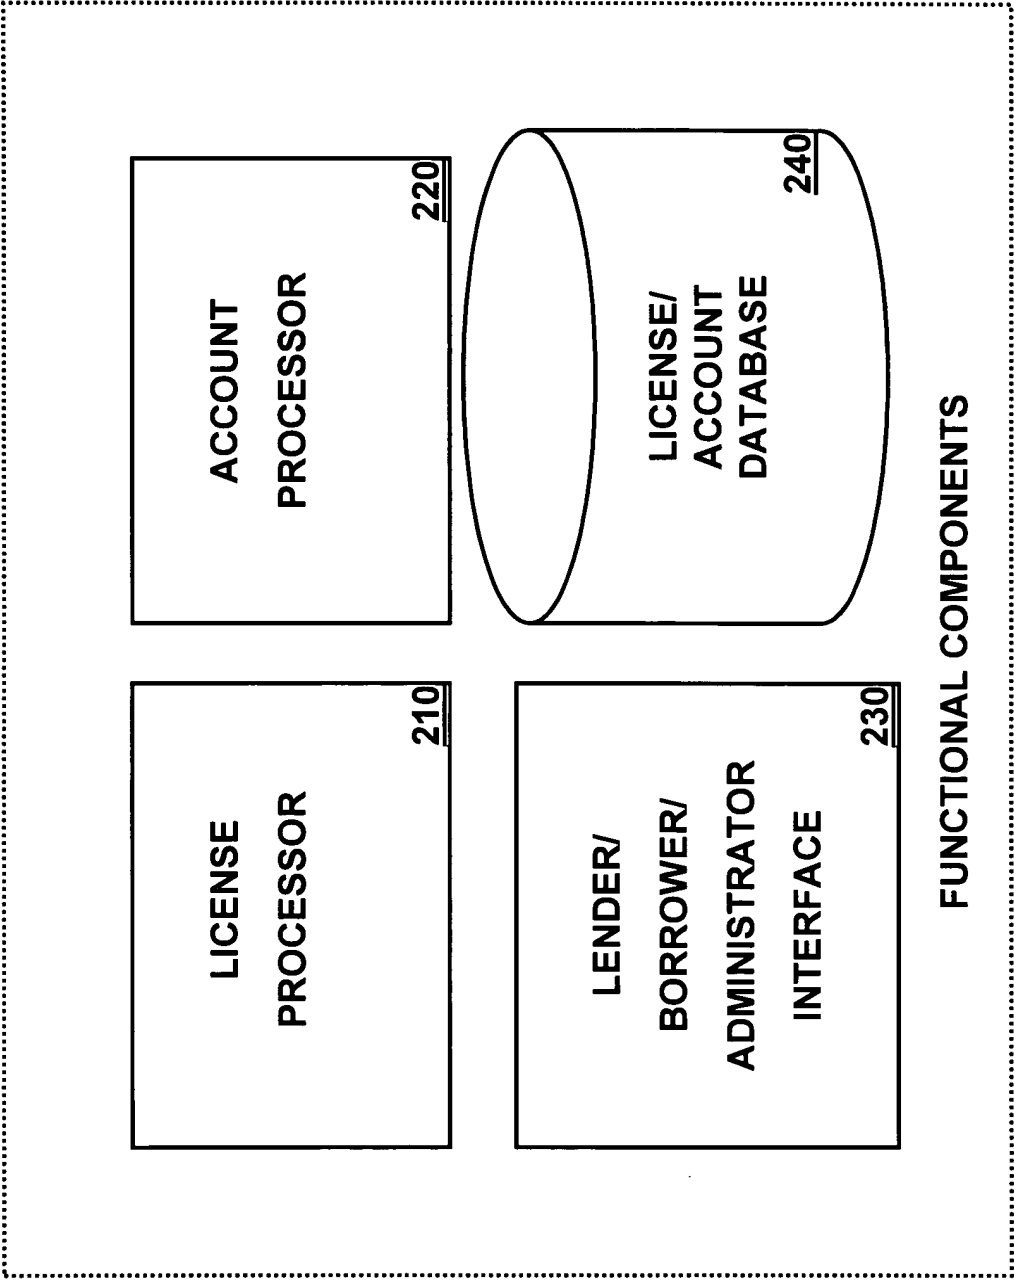 LICENSE
PROCESSOR
210
ACCOUNT
PROCESSOR
220
LENDER/
BORROWER/
ADMINISTRATOR
INTERFACE
230
LICENSE/
ACCOUNT
DATABASE
240
FUNCTIONAL COMPONENTS